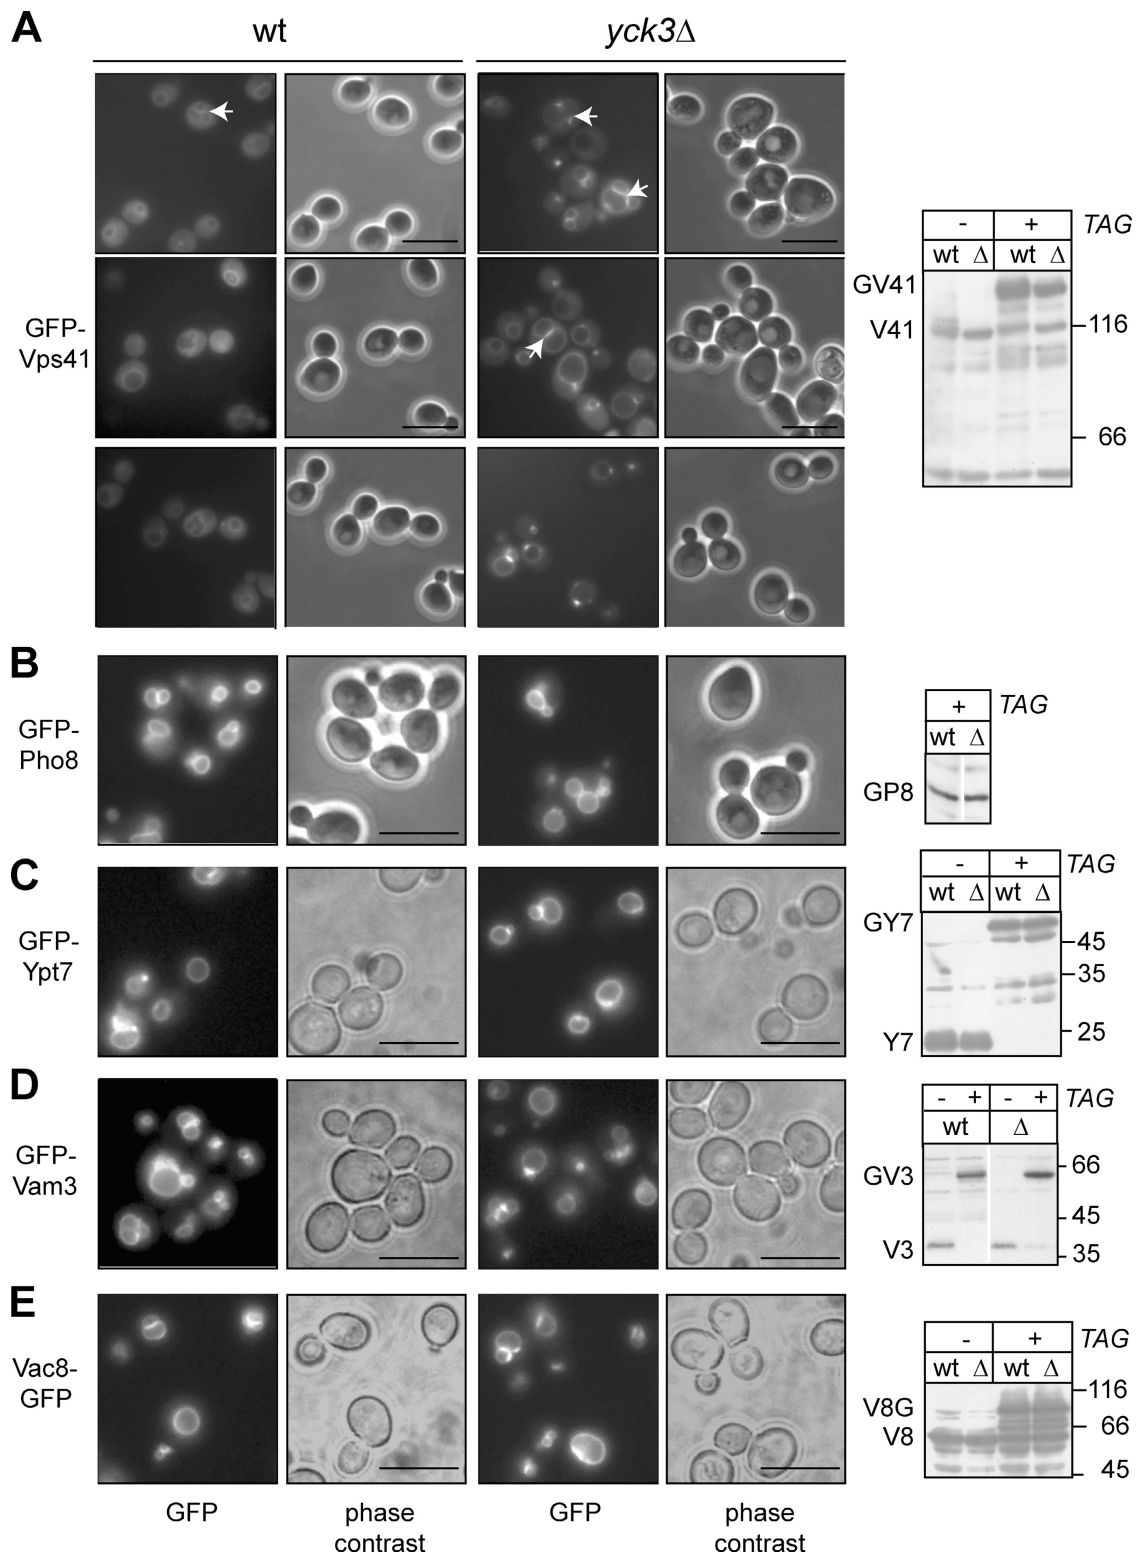 A
wt
yck3Δ
GFP-
Vps41
- + TAG
wt Δ wt Δ
GV41
V41
116
66
B
GFP-
Pho8
+ TAG
wt Δ
GP8
C
GFP-
Ypt7
- + TAG
wt Δ wt Δ
GY7
45
35
Y7
25
D
GFP-
Vam3
- + - + TAG
wt Δ
GV3
66
45
V3
35
E
Vac8-
GFP
- + TAG
wt Δ wt Δ
116
V8G
66
V8
45
GFP
phase
contrast
GFP
phase
contrast